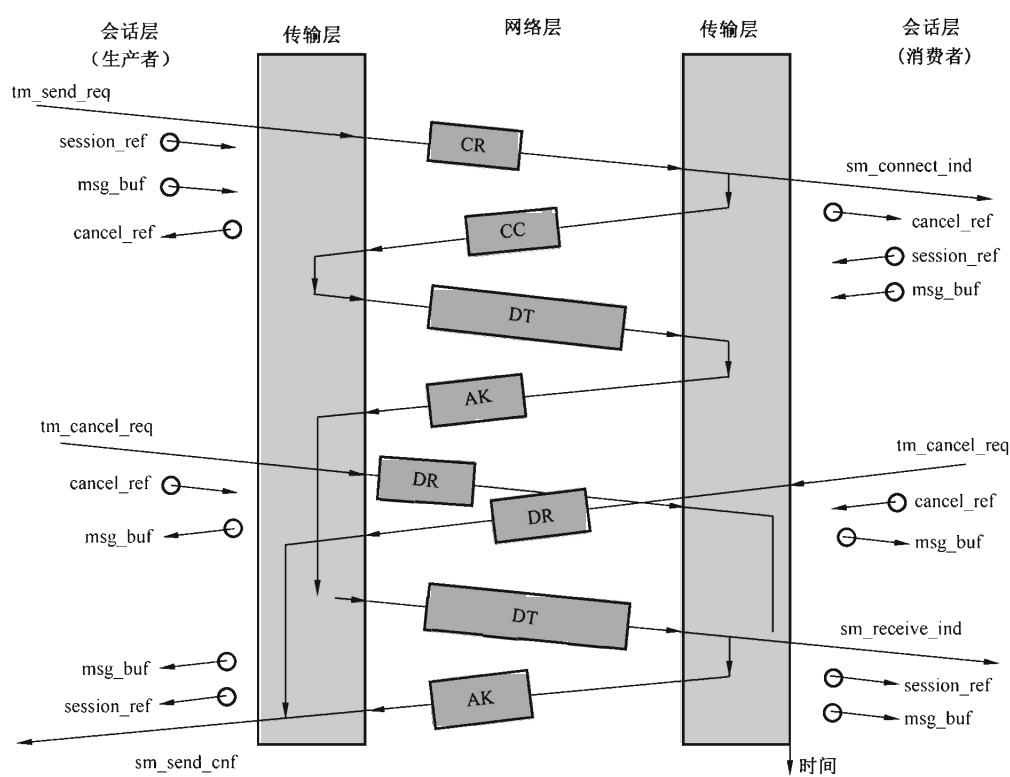 会话层
（生产者）
传输层
网络层
传输层
会话层
(消费者)
tm_send_req
session_ref
msg_buf
cancel_ref
CR
sm_connect_ind
cancel_ref
session_ref
msg_buf
CC
DT
AK
tm_cancel_req
cancel_ref
msg_buf
DR
DR
tm_cancel_req
cancel_ref
msg_buf
DT
sm_receive_ind
session_ref
msg_buf
msg_buf
session_ref
AK
sm_send_cnf
时间